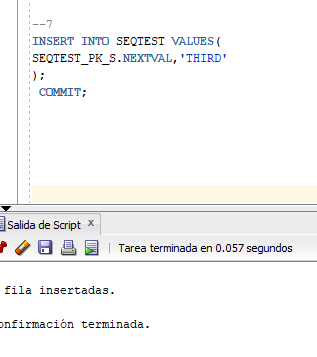 --7
INSERT INTO SEQTEST VALUES(
SEQTEST_PK_S.NEXTVAL,'THIRD'
);
COMMIT;
Salida de Script x
Tarea terminada en 0.057 segundos
fila insertadas.
onfirmación terminada.